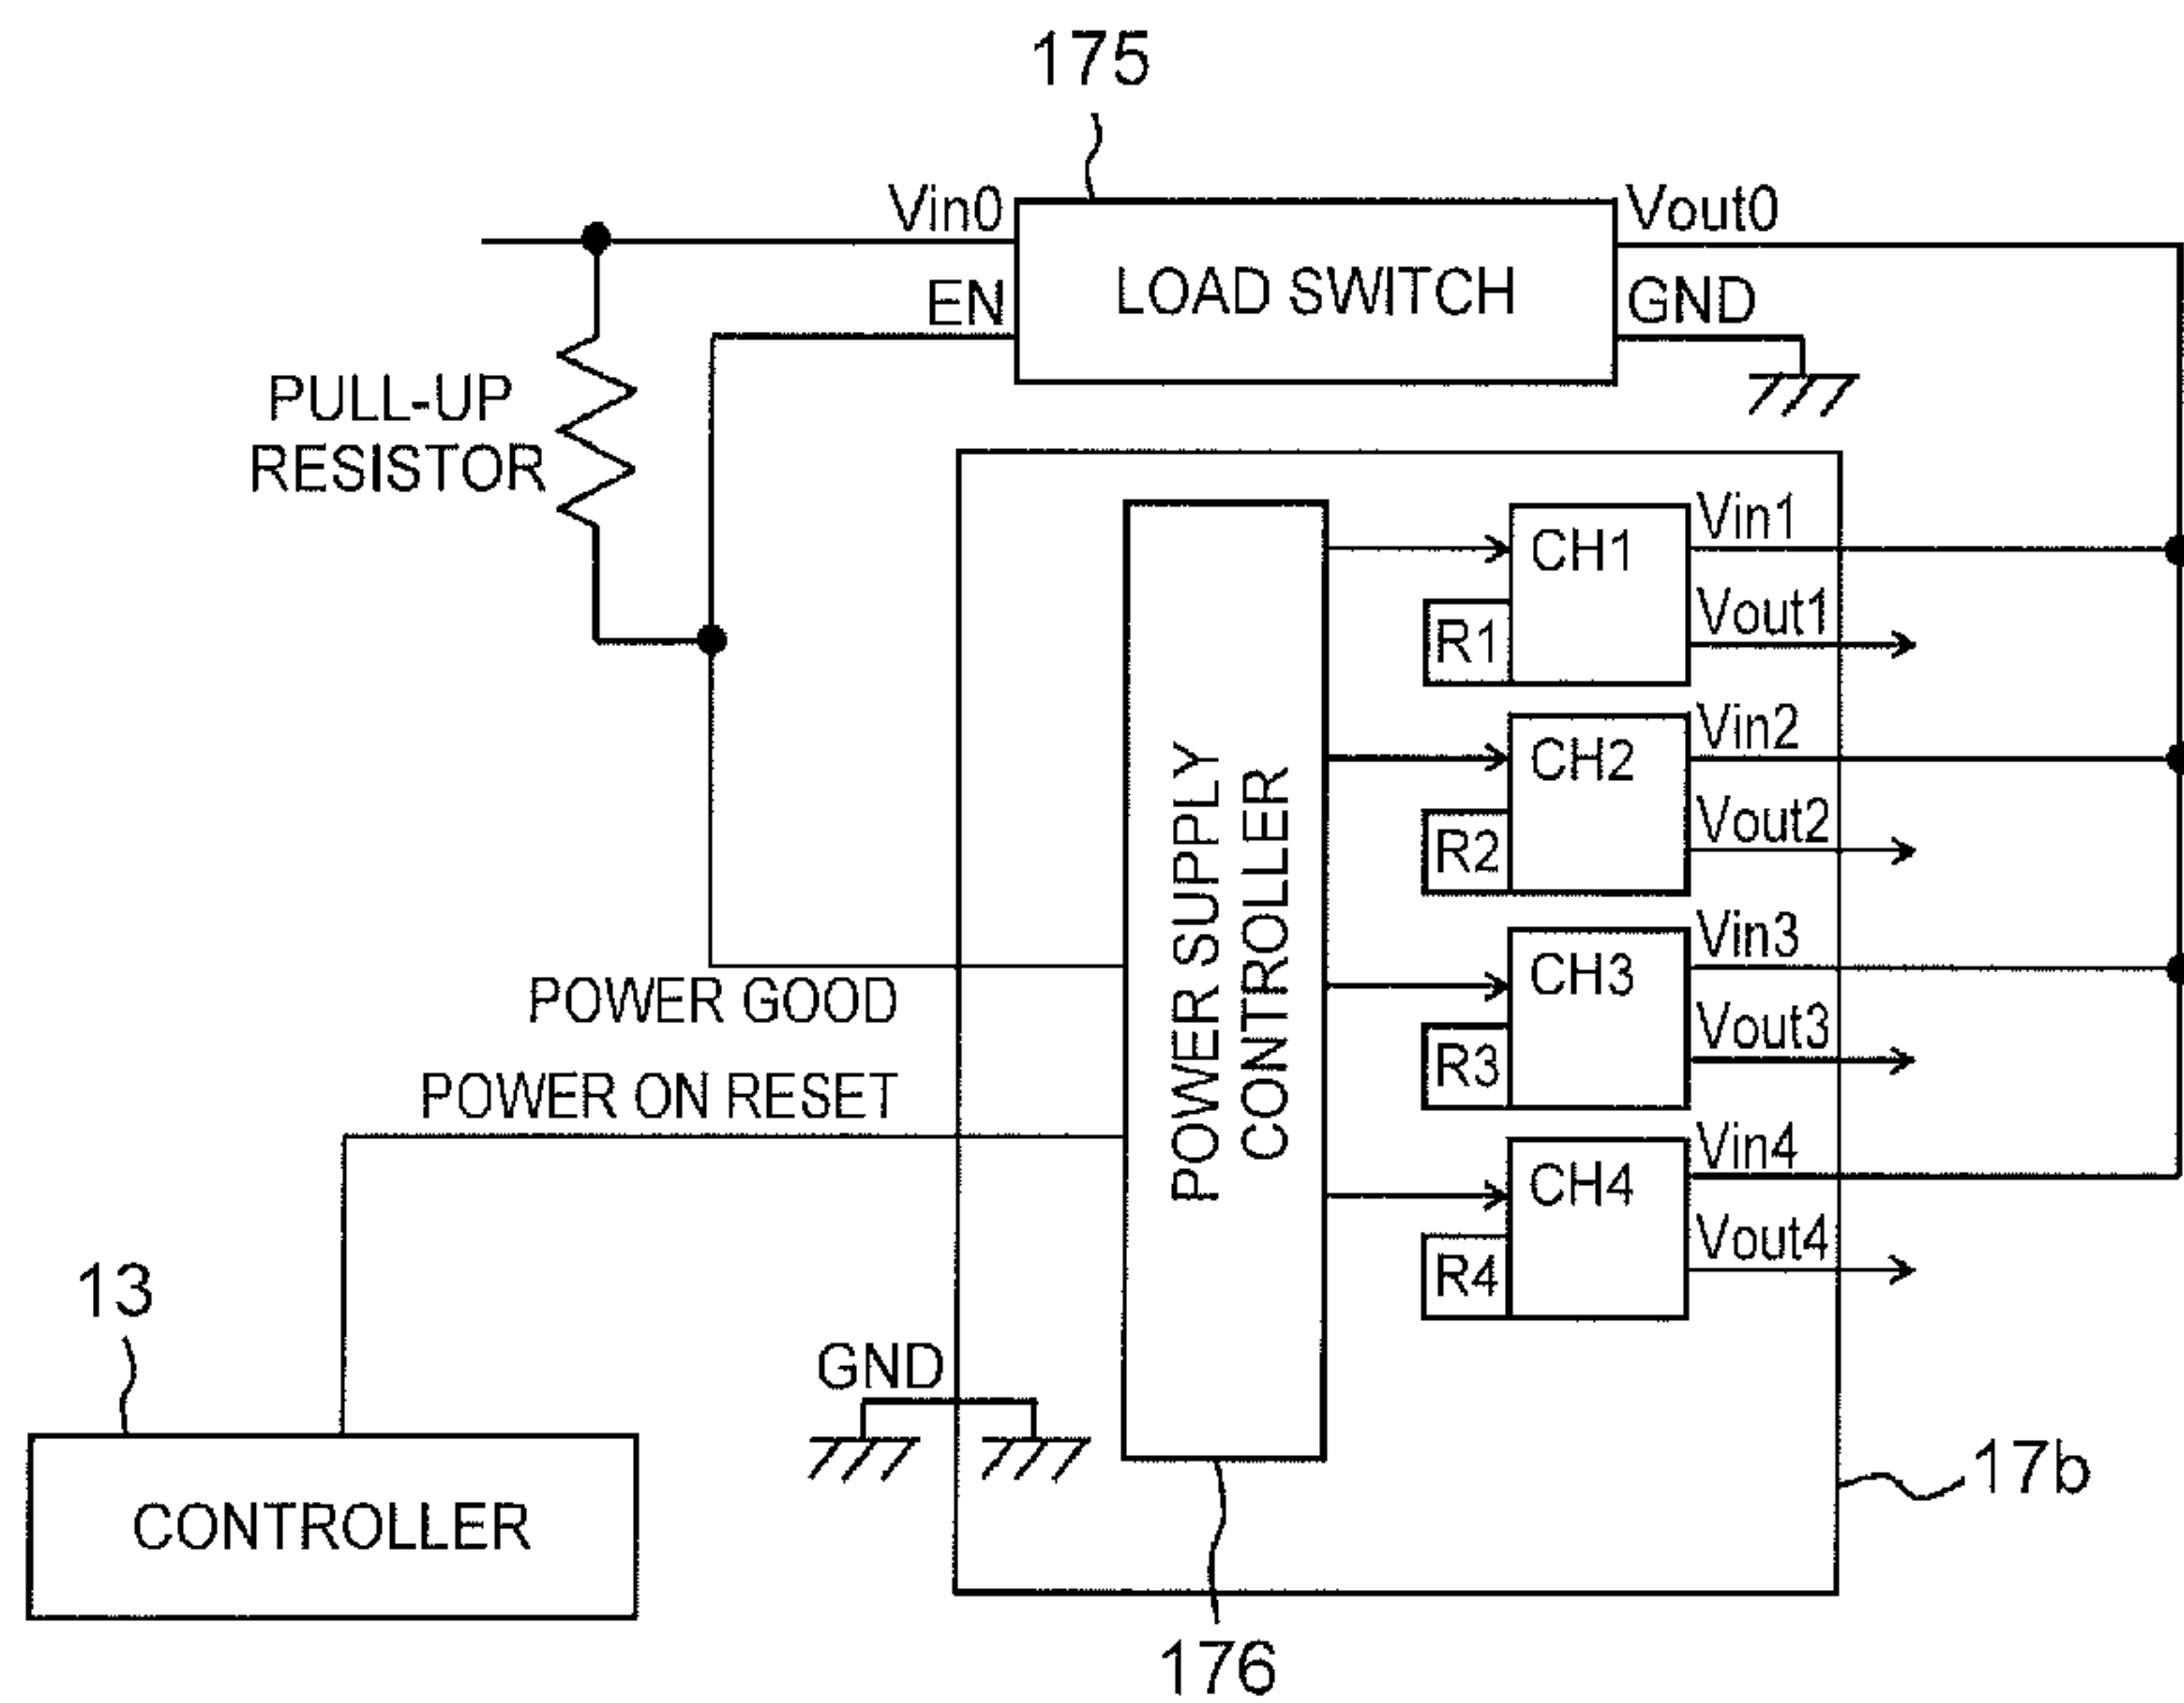 175
Vin0
Vout0
EN
LOAD SWITCH
GND
PULL-UP
RESISTOR
CH1
Vin1
R1
Vout1
CH2
Vin2
R2
Vout2
CH3
Vin3
R3
Vout3
CH4
Vin4
R4
Vout4
POWER SUPPLY
CONTROLLER
POWER GOOD
POWER ON RESET
13
GND
CONTROLLER
17b
176